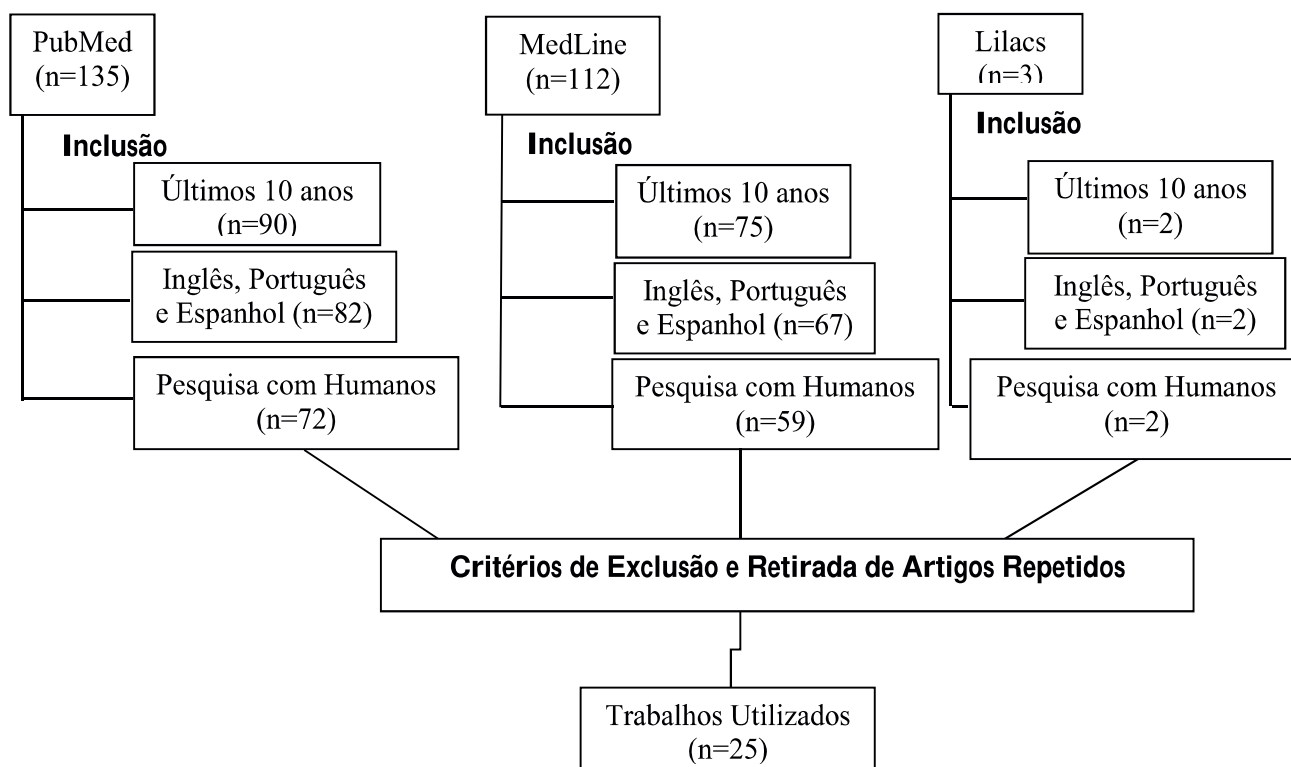 PubMed
(n=135)
Inclusão
Últimos 10 anos
(n=90)
Inglês, Português
e Espanhol (n=82)
Pesquisa com Humanos
(n=72)
MedLine
(n=112)
Inclusão
Últimos 10 anos
(n=75)
Inglês, Português
e Espanhol (n=67)
Pesquisa com Humanos
(n=59)
Lilacs
(n=3)
Inclusão
Últimos 10 anos
(n=2)
Inglês, Português
e Espanhol (n=2)
Pesquisa com Humanos
(n=2)
Critérios de Exclusão e Retirada de Artigos Repetidos
Trabalhos Utilizados
(n=25)